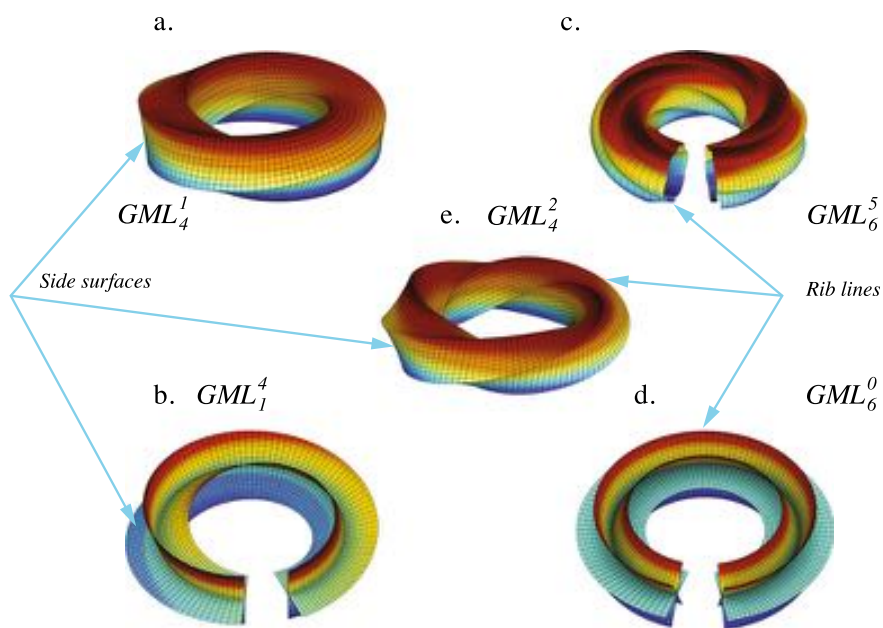 a.
c.
GML_4^1
e. GML_4^2
GML_6^5
Side surfaces
Rib lines
b. GML_1^4
d.
GML_6^0